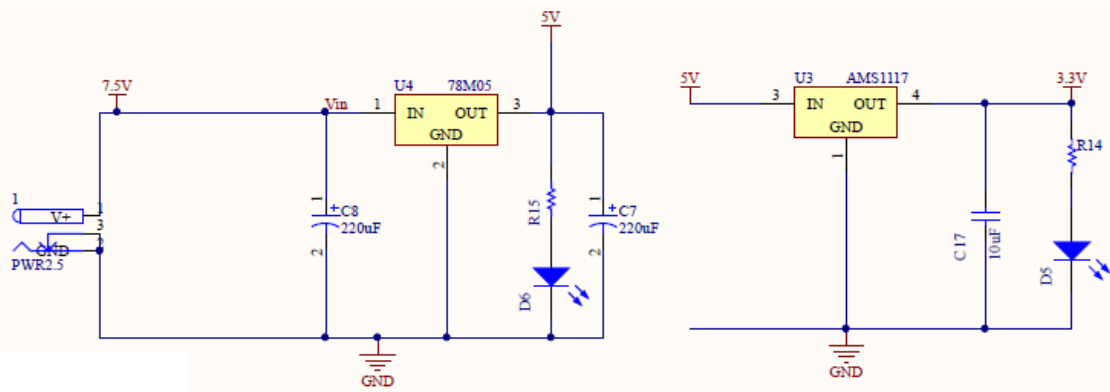 5V
7.5V
U4 78M05
Vin
1 IN OUT 3
GND
2
1
V+ 1
3
GND 2
PWR2.5
1
C8
220uF
2
R15
D6
1
C7
220uF
2
GND
5V
U3 AMS1117
3.3V
3 IN OUT 4
GND
1
R14
C17
10uF
D5
GND